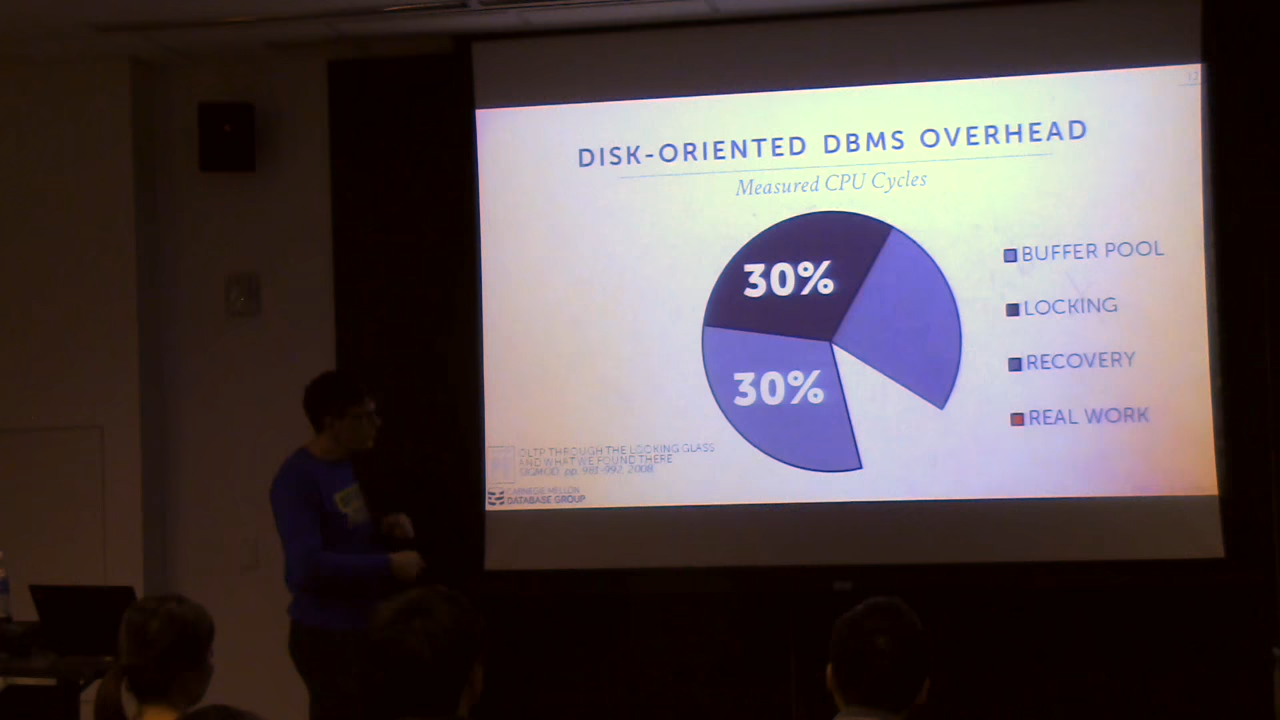 12
DISK-ORIENTED DBMS OVERHEAD
Measured CPU Cycles
30%
30%
BUFFER POOL
LOCKING
RECOVERY
REAL WORK
OLTP THROUGH THE LOOKING GLASS
AND WHAT WE FOUND THERE
SIGMOD, pp. 981-992, 2008.
CARNEGIE MELLON
DATABASE GROUP